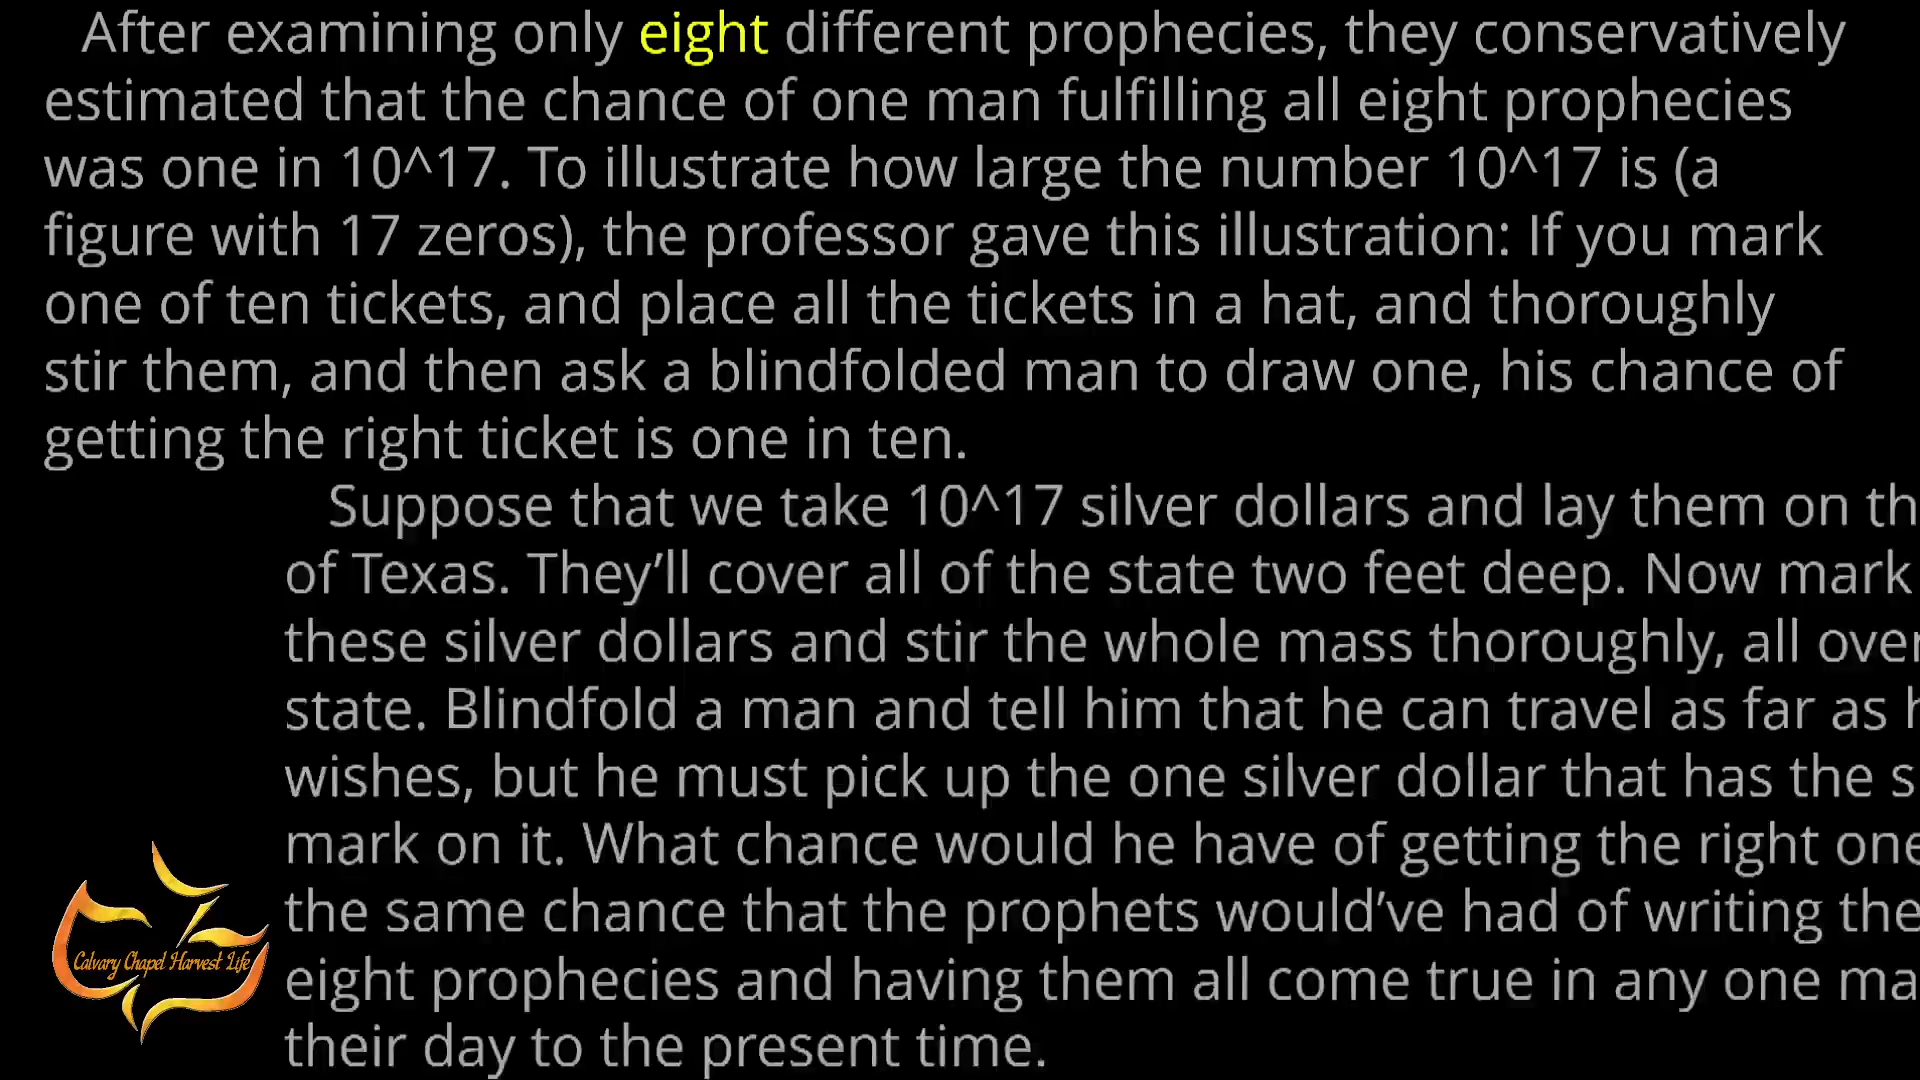 After examining only eight different prophecies, they conservatively
estimated that the chance of one man fulfilling all eight prophecies
was one in 10^17. To illustrate how large the number 10^17 is (a
figure with 17 zeros), the professor gave this illustration: If you mark
one of ten tickets, and place all the tickets in a hat, and thoroughly
stir them, and then ask a blindfolded man to draw one, his chance of
getting the right ticket is one in ten.
Suppose that we take 10^17 silver dollars and lay them on
of Texas. They’ll cover all of the state two feet deep. Now mark
these silver dollars and stir the whole mass thoroughly, all over
state. Blindfold a man and tell him that he can travel as far as
wishes, but he must pick up the one silver dollar that has the
mark on it. What chance would he have of getting the right one
the same chance that the prophets would’ve had of writing
eight prophecies and having them all come true in any one
their day to the present time.
Calvary Chapel Harvest Life